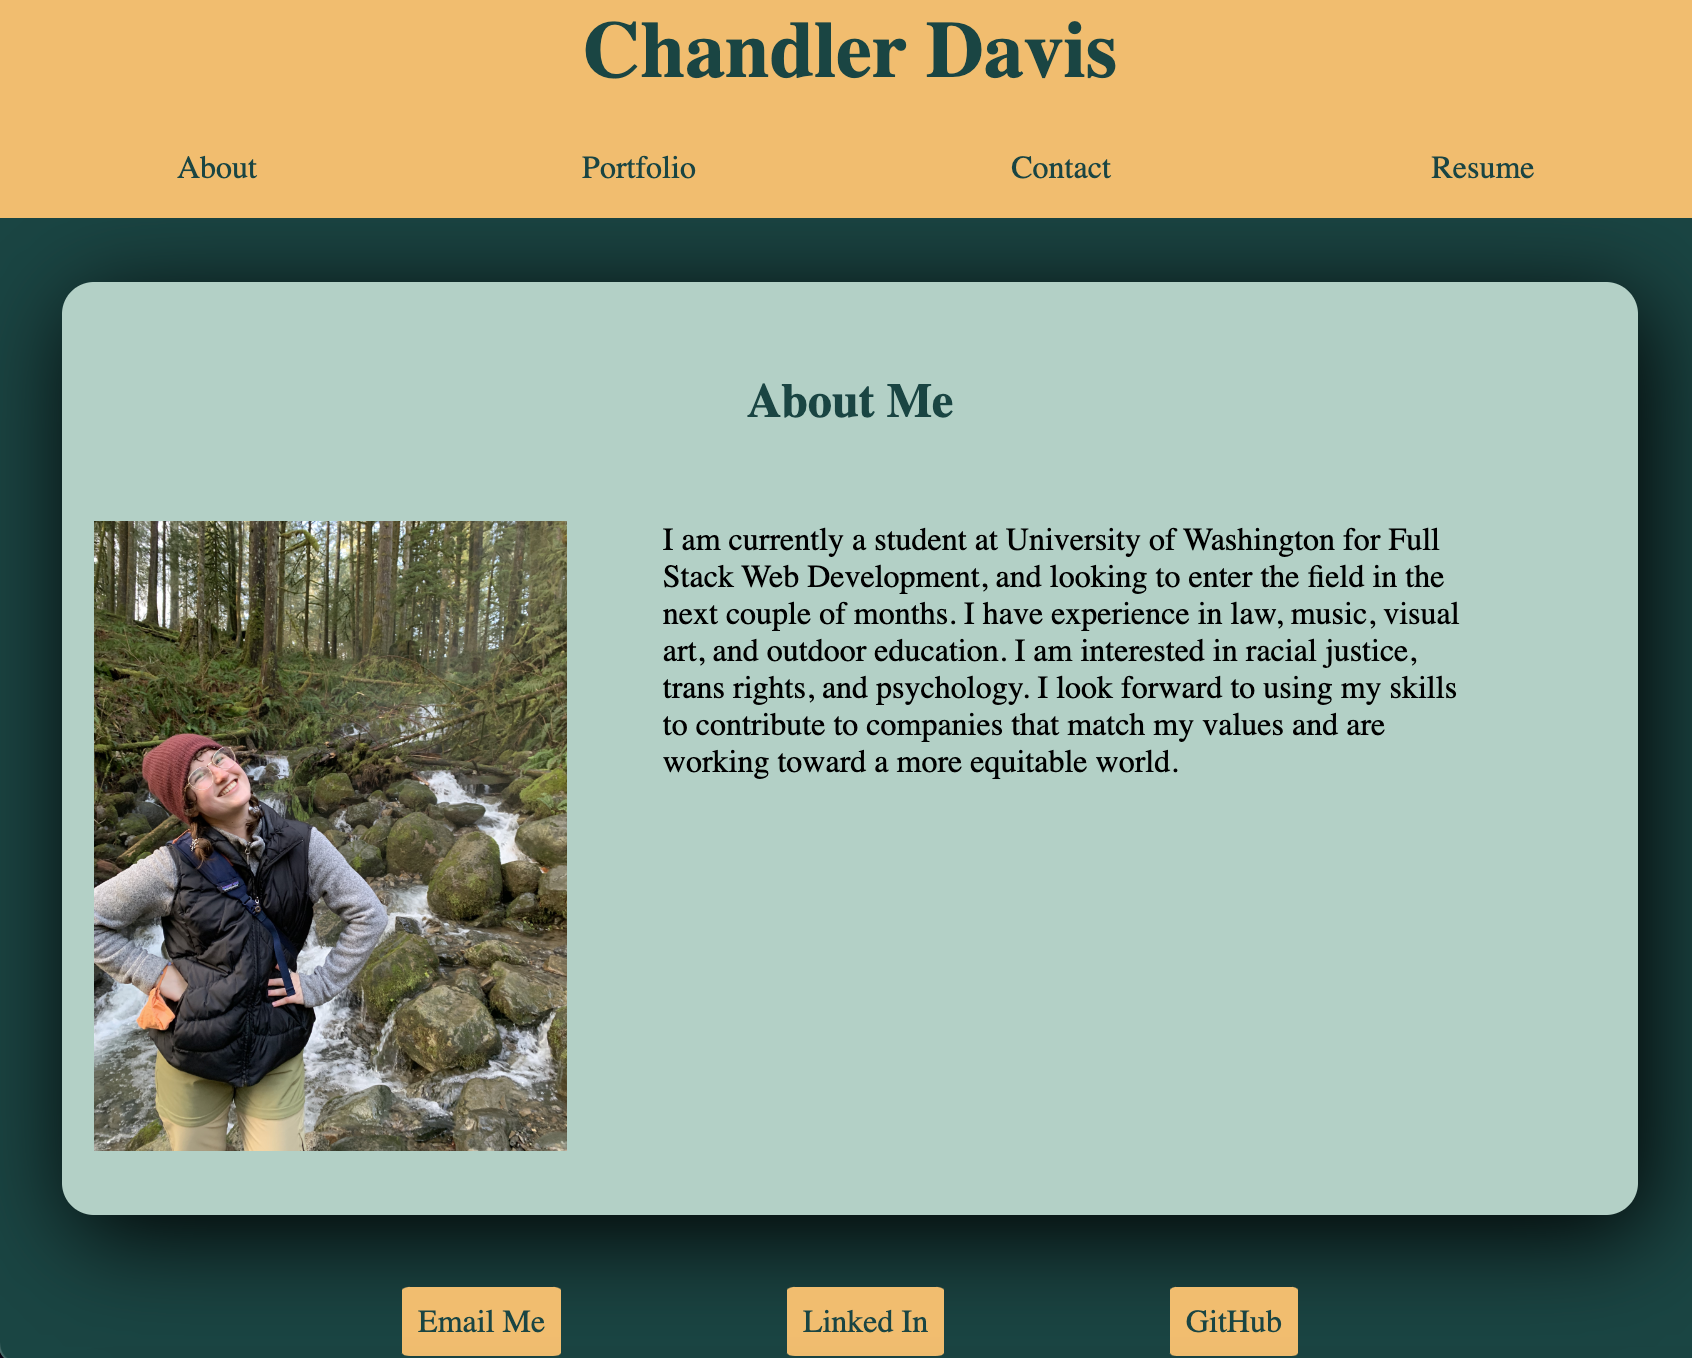 Chandler Davis
About
Portfolio
Contact
Resume
About Me
I am currently a student at University of Washington for Full
Stack Web Development, and looking to enter the field in the
next couple of months. I have experience in law, music, visual
art, and outdoor education. I am interested in racial justice,
trans rights, and psychology. I look forward to using my skills
to contribute to companies that match my values and are
working toward a more equitable world.
Email Me
Linked In
GitHub